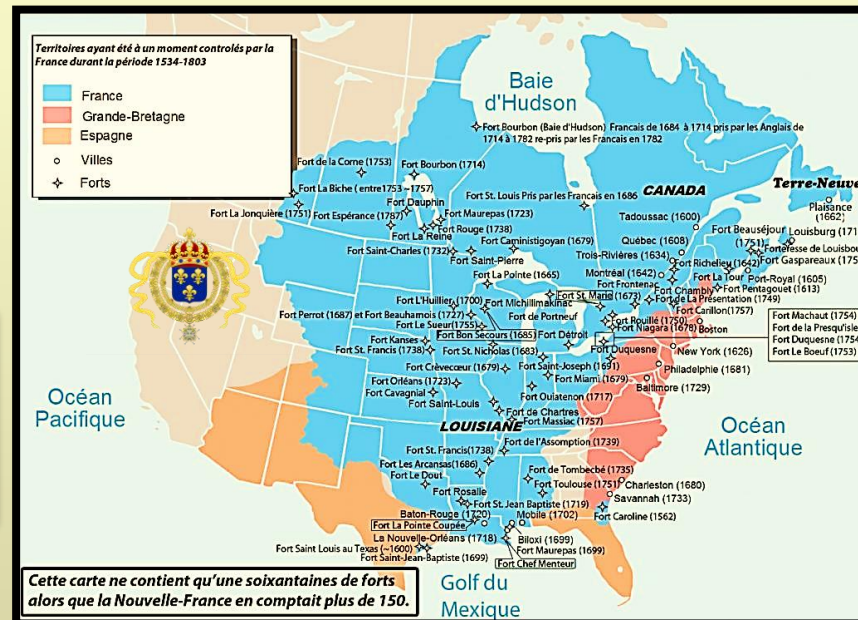 Territoires ayant été à un moment controlés par la
France durant la période 1534-1803
France
Grande-Bretagne
Espagne
Villes
Forts
Baie
d'Hudson
Fort Bourbon (Baie d'Hudson) Francais de 1684 à 1714 pris par les Anglais de
1714 à 1782 re-pris par les Francais en 1782
Fort de la Corne (1753)
Fort Bourbon (1714)
Fort La Biche (entre1753 ~1757)
Fort St. Louis Pris par les Francais en 1686
CANADA
Terre-Neuve
Plaisance
(1662)
Fort La Jonquière (1751)
Fort Dauphin
Fort Espérance (1787)
Fort Maurepas (1723)
Fort Rouge (1738)
Fort La Reine
Tadoussac (1600)
Fort Beauséjour
(1751)
Louisburg (171
Québec (1608)
Forteresse de Louisbou
Fort Caministigoyan (1679)
Trois-Rivières (1634)
Fort Gaspareaux (175
Fort Saint-Charles (1732)
Fort Saint-Pierre
Fort Richelieu (1642)
Fort La Tour
Port-Royal (1605)
Montréal (1642)
Fort La Pointe (1665)
Fort Chambly
Fort Pentagouet (1613)
Fort Frontenac
Fort St. Marie (1673)
Fort de La Présentation (1749)
Fort L'Huillier (1700)
Fort Michillimakinac
Fort Carillon(1757)
Fort de Portneuf
Fort Perrot (1687) et Fort Beauharnois (1727)
Fort Rouillé (1750)
Boston
Fort Machaut (1754)
Fort de la Presqu'isle
Fort Duquesne (1754
Fort Le Boeuf (1753)
Fort Le Sueur(1755)
Fort Niagara (1678)
Fort Bon Secours (1685)
Fort Détroit
Fort Kanses
Fort St. Francis (1738)
Fort St. Nicholas (1683)
Fort Duquesne
New York (1626)
Fort Crèvecœur (1679)
Fort Saint-Joseph (1691)
Philadelphie (1681)
Fort Miami (1679)
Baltimore (1729)
Fort Orléans (1723)
Fort Ouiatenon (1717)
Fort Cavagnial
Fort Saint-Louis
Fort de Chartres
Fort Massiac (1757)
Océan
Pacifique
Océan
Atlantique
LOUISIANE
Fort de l'Assomption (1739)
Fort St. Francis(1738)
Fort Les Arcansas(1686)
Fort de Tombecbé (1735)
Fort Le Dout
Fort Toulouse (1751)
Charleston (1680)
Fort Rosalie
Savannah (1733)
Fort St. Jean Baptiste (1719)
Baton-Rouge (1720)
Mobile (1702)
Fort Caroline (1562)
Fort La Pointe Coupée
La Nouvelle-Orléans (1718)
Biloxi (1699)
Fort Saint Louis au Texas (~1600)
Fort Maurepas (1699)
Fort Saint-Jean-Baptiste (1699)
Fort Chef Menteur
Golf du
Mexique
Cette carte ne contient qu'une soixantaines de forts
alors que la Nouvelle-France en comptait plus de 150.